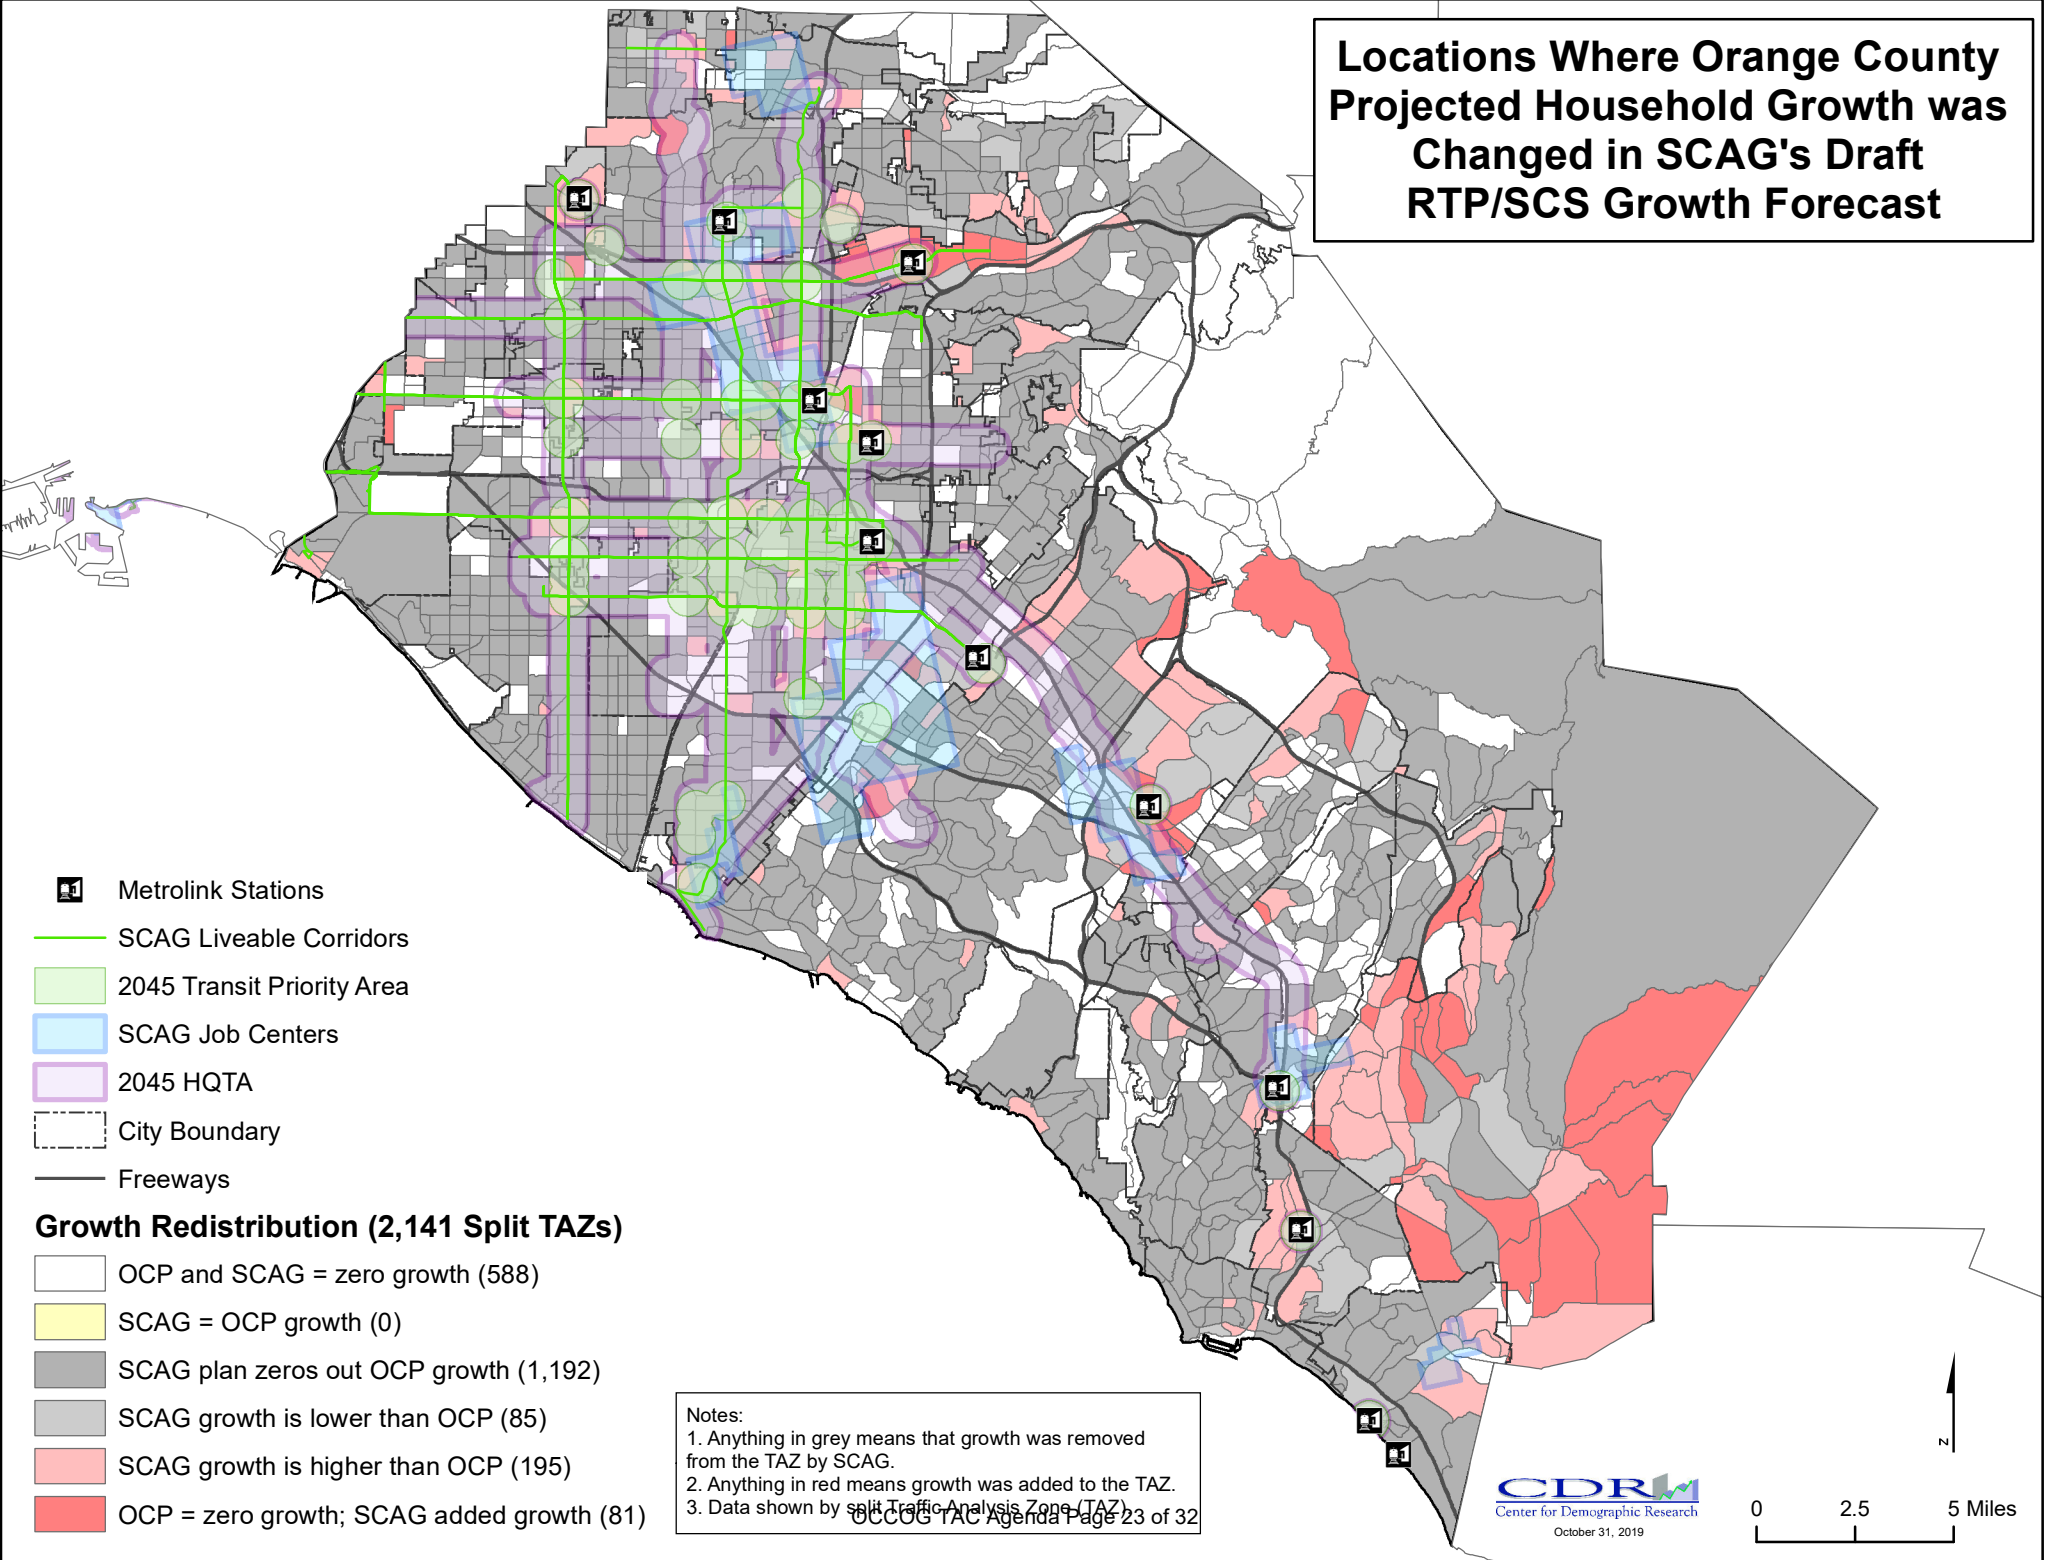 Locations Where Orange County
Projected Household Growth was
Changed in SCAG's Draft
RTP/SCS Growth Forecast
Metrolink Stations
SCAG Liveable Corridors
2045 Transit Priority Area
SCAG Job Centers
2045 HQTA
City Boundary
Freeways
Growth Redistribution (2,141 Split TAZs)
OCP and SCAG = zero growth (588)
SCAG = OCP growth (0)
SCAG plan zeros out OCP growth (1,192)
SCAG growth is lower than OCP (85)
SCAG growth is higher than OCP (195)
OCP = zero growth; SCAG added growth (81)
Notes:
1. Anything in grey means that growth was removed
from the TAZ by SCAG.
2. Anything in red means growth was added to the TAZ.
3. Data shown by split Traffic Analysis Zone (TAZ).
OCCOG TAC Agenda Page 23 of 32
z
CDR
Center for Demographic Research
October 31, 2019
0 2.5 5 Miles